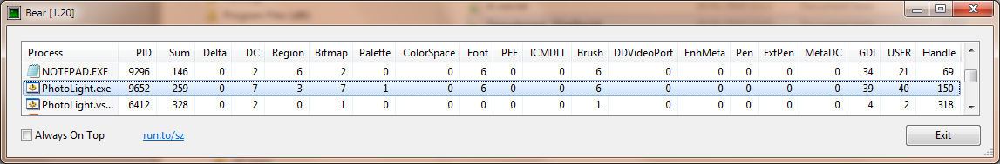 Bear [1.20]
Process PID Sum Delta DC Region Bitmap Palette ColorSpace Font PFE ICMDLL Brush DDVideoPort EnhMeta Pen ExtPen MetaDC GDI USER Handle
NOTEPAD.EXE 9296 146 0 2 6 2 0 0 6 0 0 6 0 0 0 0 0 34 21 69
PhotoLight.exe 9652 259 0 7 3 7 1 0 6 0 0 6 0 0 0 0 0 39 40 150
PhotoLight.vs... 6412 328 0 2 0 1 0 0 0 0 0 1 0 0 0 0 0 4 2 318
Always On Top run.to/sz Exit